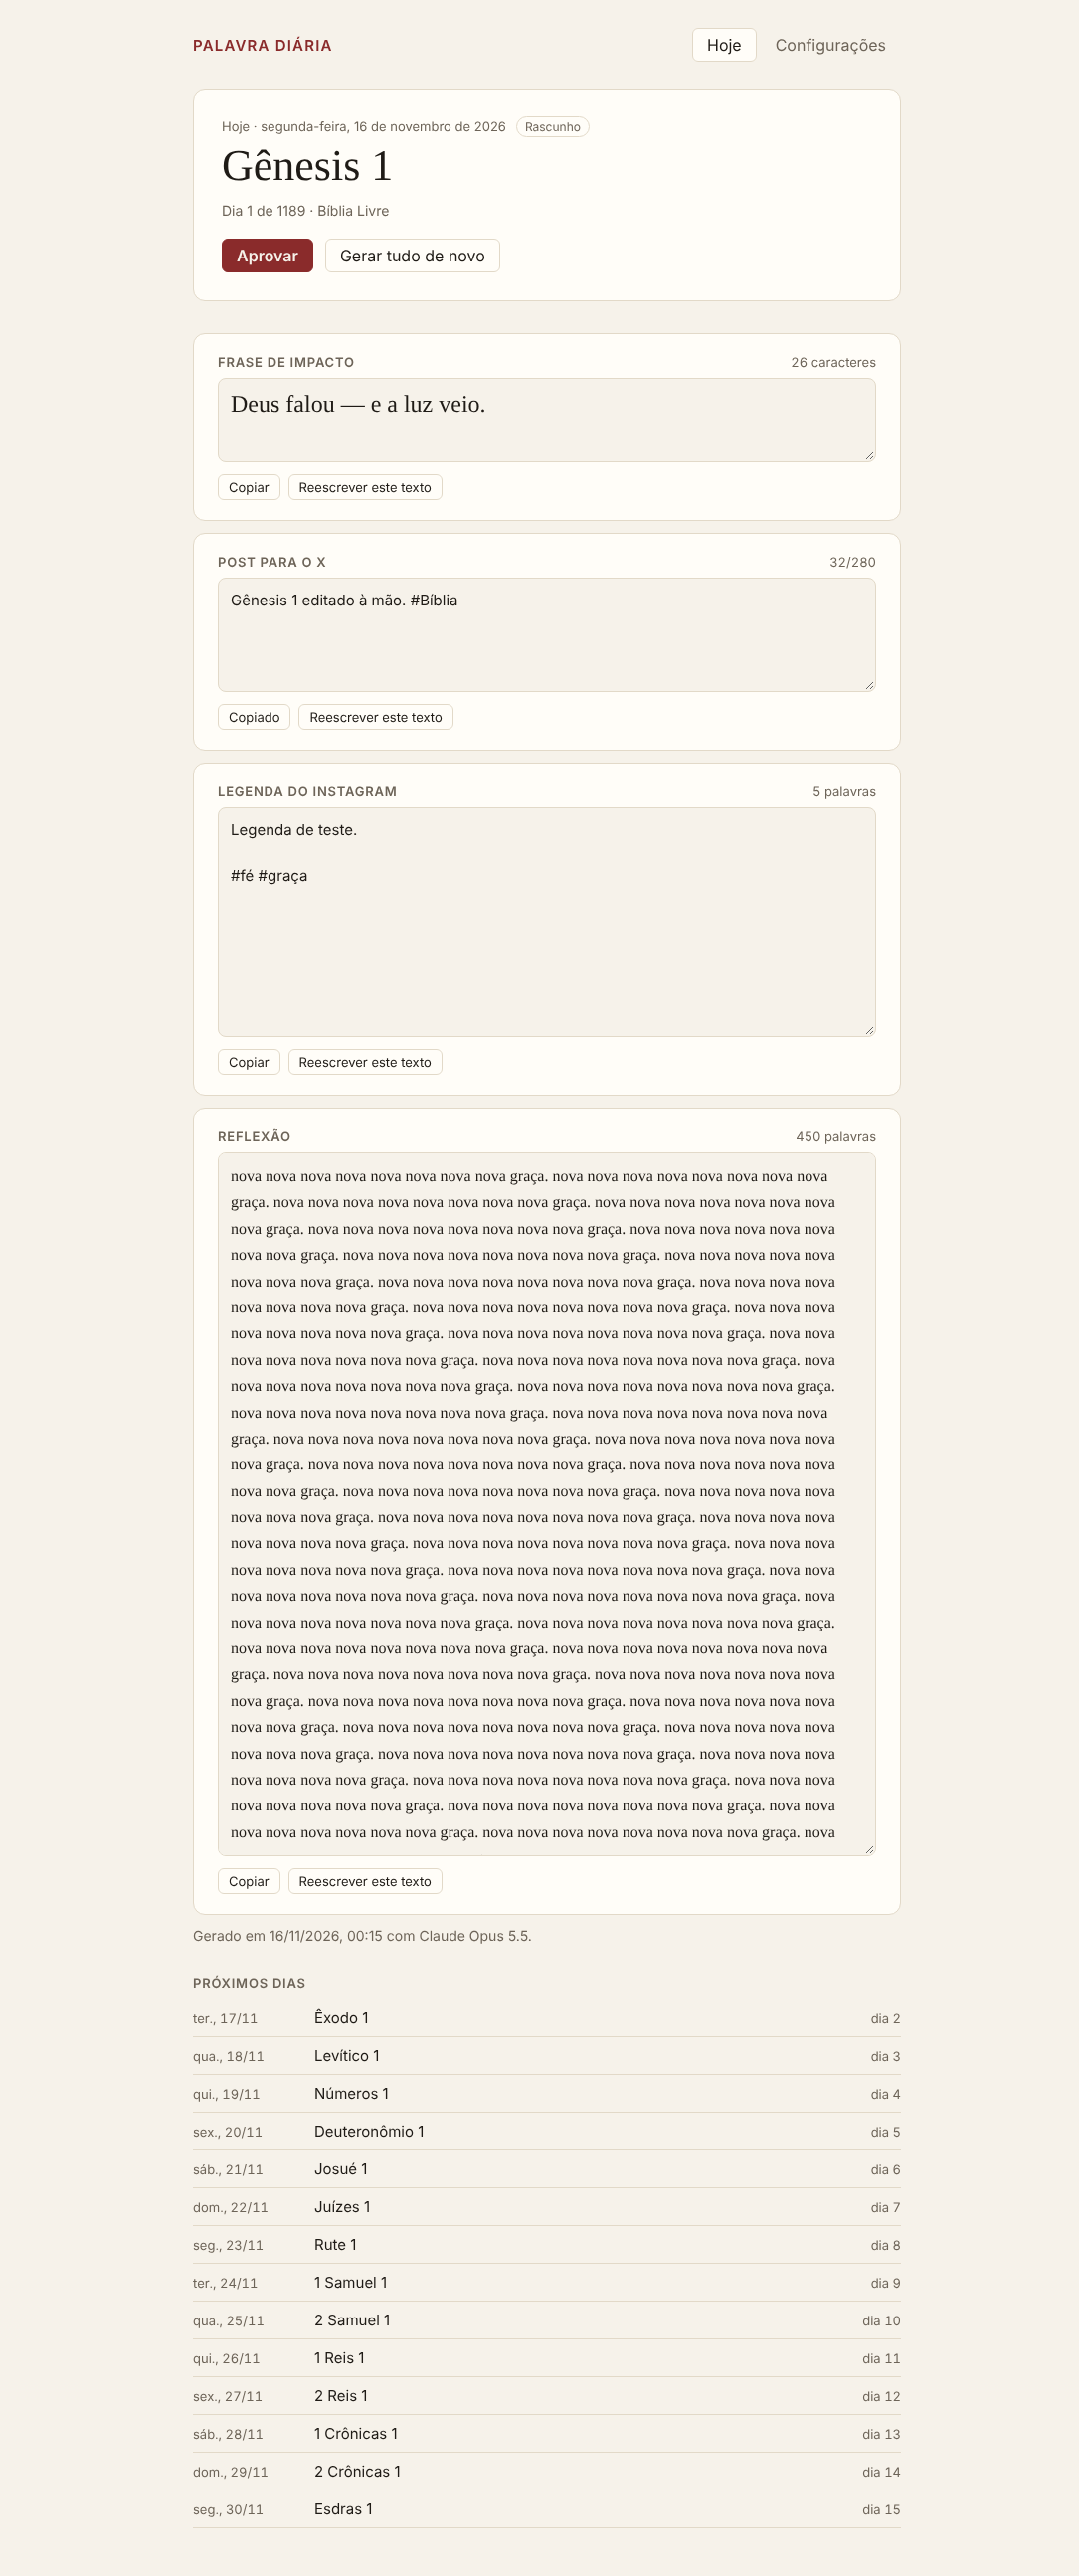 PALAVRA DIÁRIA
Hoje
Configurações
Hoje · segunda-feira, 16 de novembro de 2026
Rascunho
Gênesis 1
Dia 1 de 1189 · Bíblia Livre
Aprovar
Gerar tudo de novo
FRASE DE IMPACTO
26 caracteres
Deus falou — e a luz veio.
Copiar
Reescrever este texto
POST PARA O X
32/280
Gênesis 1 editado à mão. #Bíblia
Copiado
Reescrever este texto
LEGENDA DO INSTAGRAM
5 palavras
Legenda de teste.
#fé #graça
Copiar
Reescrever este texto
REFLEXÃO
450 palavras
nova nova nova nova nova nova nova nova graça. nova nova nova nova nova nova nova nova
graça. nova nova nova nova nova nova nova nova graça. nova nova nova nova nova nova nova
nova graça. nova nova nova nova nova nova nova nova graça. nova nova nova nova nova nova
nova nova graça. nova nova nova nova nova nova nova nova graça. nova nova nova nova nova
nova nova nova graça. nova nova nova nova nova nova nova nova graça. nova nova nova nova
nova nova nova nova graça. nova nova nova nova nova nova nova nova graça. nova nova nova
nova nova nova nova nova graça. nova nova nova nova nova nova nova nova graça. nova nova
nova nova nova nova nova nova graça. nova nova nova nova nova nova nova nova graça. nova
nova nova nova nova nova nova nova graça. nova nova nova nova nova nova nova nova graça.
nova nova nova nova nova nova nova nova graça. nova nova nova nova nova nova nova nova
graça. nova nova nova nova nova nova nova nova graça. nova nova nova nova nova nova nova
nova graça. nova nova nova nova nova nova nova nova graça. nova nova nova nova nova nova
nova nova graça. nova nova nova nova nova nova nova nova graça. nova nova nova nova nova
nova nova nova graça. nova nova nova nova nova nova nova nova graça. nova nova nova nova
nova nova nova nova graça. nova nova nova nova nova nova nova nova graça. nova nova nova
nova nova nova nova nova graça. nova nova nova nova nova nova nova nova graça. nova nova
nova nova nova nova nova nova graça. nova nova nova nova nova nova nova nova graça. nova
nova nova nova nova nova nova nova graça. nova nova nova nova nova nova nova nova graça.
nova nova nova nova nova nova nova nova graça. nova nova nova nova nova nova nova nova
graça. nova nova nova nova nova nova nova nova graça. nova nova nova nova nova nova nova
nova graça. nova nova nova nova nova nova nova nova graça. nova nova nova nova nova nova
nova nova graça. nova nova nova nova nova nova nova nova graça. nova nova nova nova nova
nova nova nova graça. nova nova nova nova nova nova nova nova graça. nova nova nova nova
nova nova nova nova graça. nova nova nova nova nova nova nova nova graça. nova nova nova
nova nova nova nova nova graça. nova nova nova nova nova nova nova nova graça. nova nova
nova nova nova nova nova nova graça. nova nova nova nova nova nova nova nova graça. nova
Copiar
Reescrever este texto
Gerado em 16/11/2026, 00:15 com Claude Opus 5.5.
PRÓXIMOS DIAS
ter., 17/11 Êxodo 1 dia 2
qua., 18/11 Levítico 1 dia 3
qui., 19/11 Números 1 dia 4
sex., 20/11 Deuteronômio 1 dia 5
sáb., 21/11 Josué 1 dia 6
dom., 22/11 Juízes 1 dia 7
seg., 23/11 Rute 1 dia 8
ter., 24/11 1 Samuel 1 dia 9
qua., 25/11 2 Samuel 1 dia 10
qui., 26/11 1 Reis 1 dia 11
sex., 27/11 2 Reis 1 dia 12
sáb., 28/11 1 Crônicas 1 dia 13
dom., 29/11 2 Crônicas 1 dia 14
seg., 30/11 Esdras 1 dia 15